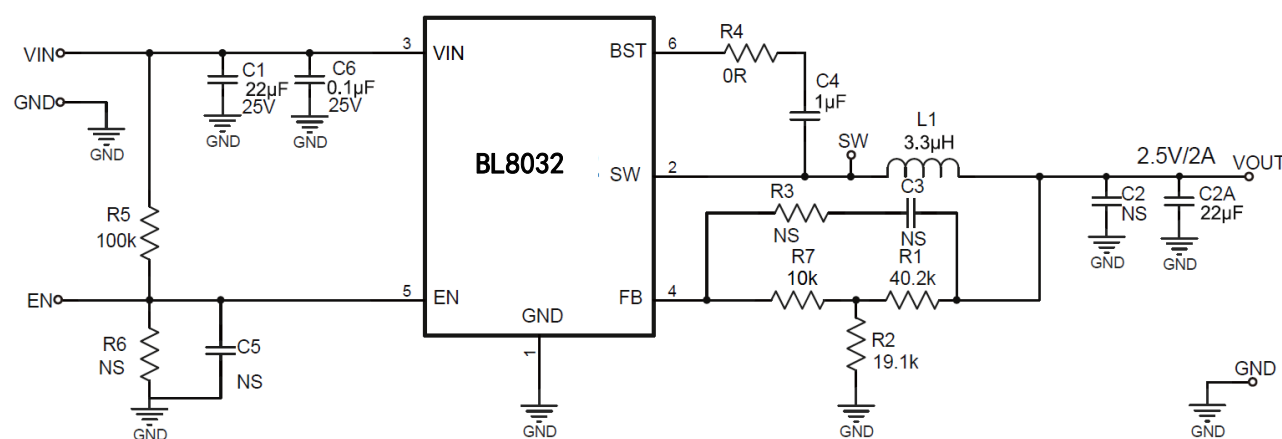 VIN
GND
GND
C1
22µF
25V
GND
C6
0.1µF
25V
GND
R5
100k
EN
R6
NS
C5
NS
GND
3
VIN
BST
6
BL8032
SW
2
5
EN
FB
4
GND
1
GND
R4
0R
C4
1µF
SW
L1
3.3µH
R3
NS
C3
NS
R7
10k
R1
40.2k
R2
19.1k
GND
2.5V/2A
VOUT
C2
NS
GND
C2A
22µF
GND
GND
GND